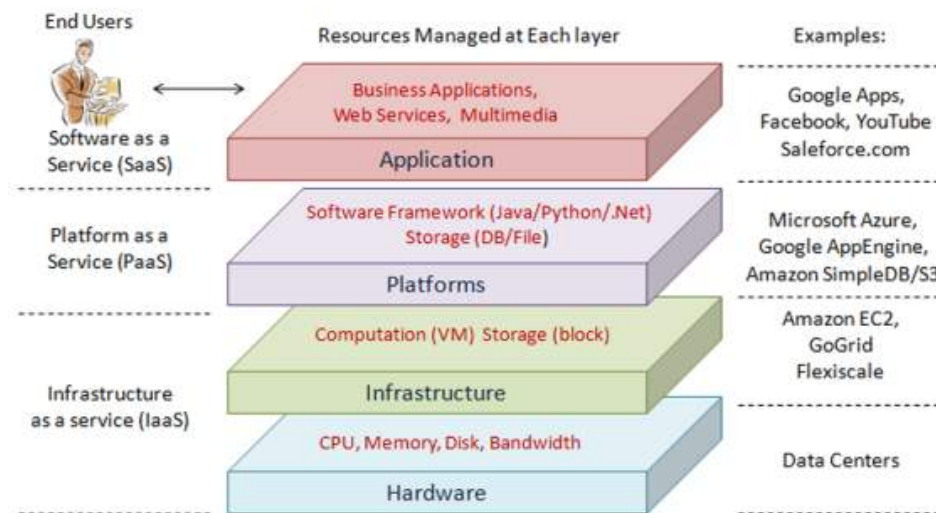 End Users
Resources Managed at Each layer
Examples:
Business Applications,
Web Services, Multimedia
Application
Software as a
Service (SaaS)
Google Apps,
Facebook, YouTube
Saleforce.com
Platform as a
Service (PaaS)
Software Framework (Java/Python/.Net)
Storage (DB/File)
Platforms
Microsoft Azure,
Google AppEngine,
Amazon SimpleDB/S3
Infrastructure
as a service (IaaS)
Computation (VM) Storage (block)
Infrastructure
Amazon EC2,
GoGrid
Flexiscale
CPU, Memory, Disk, Bandwidth
Hardware
Data Centers